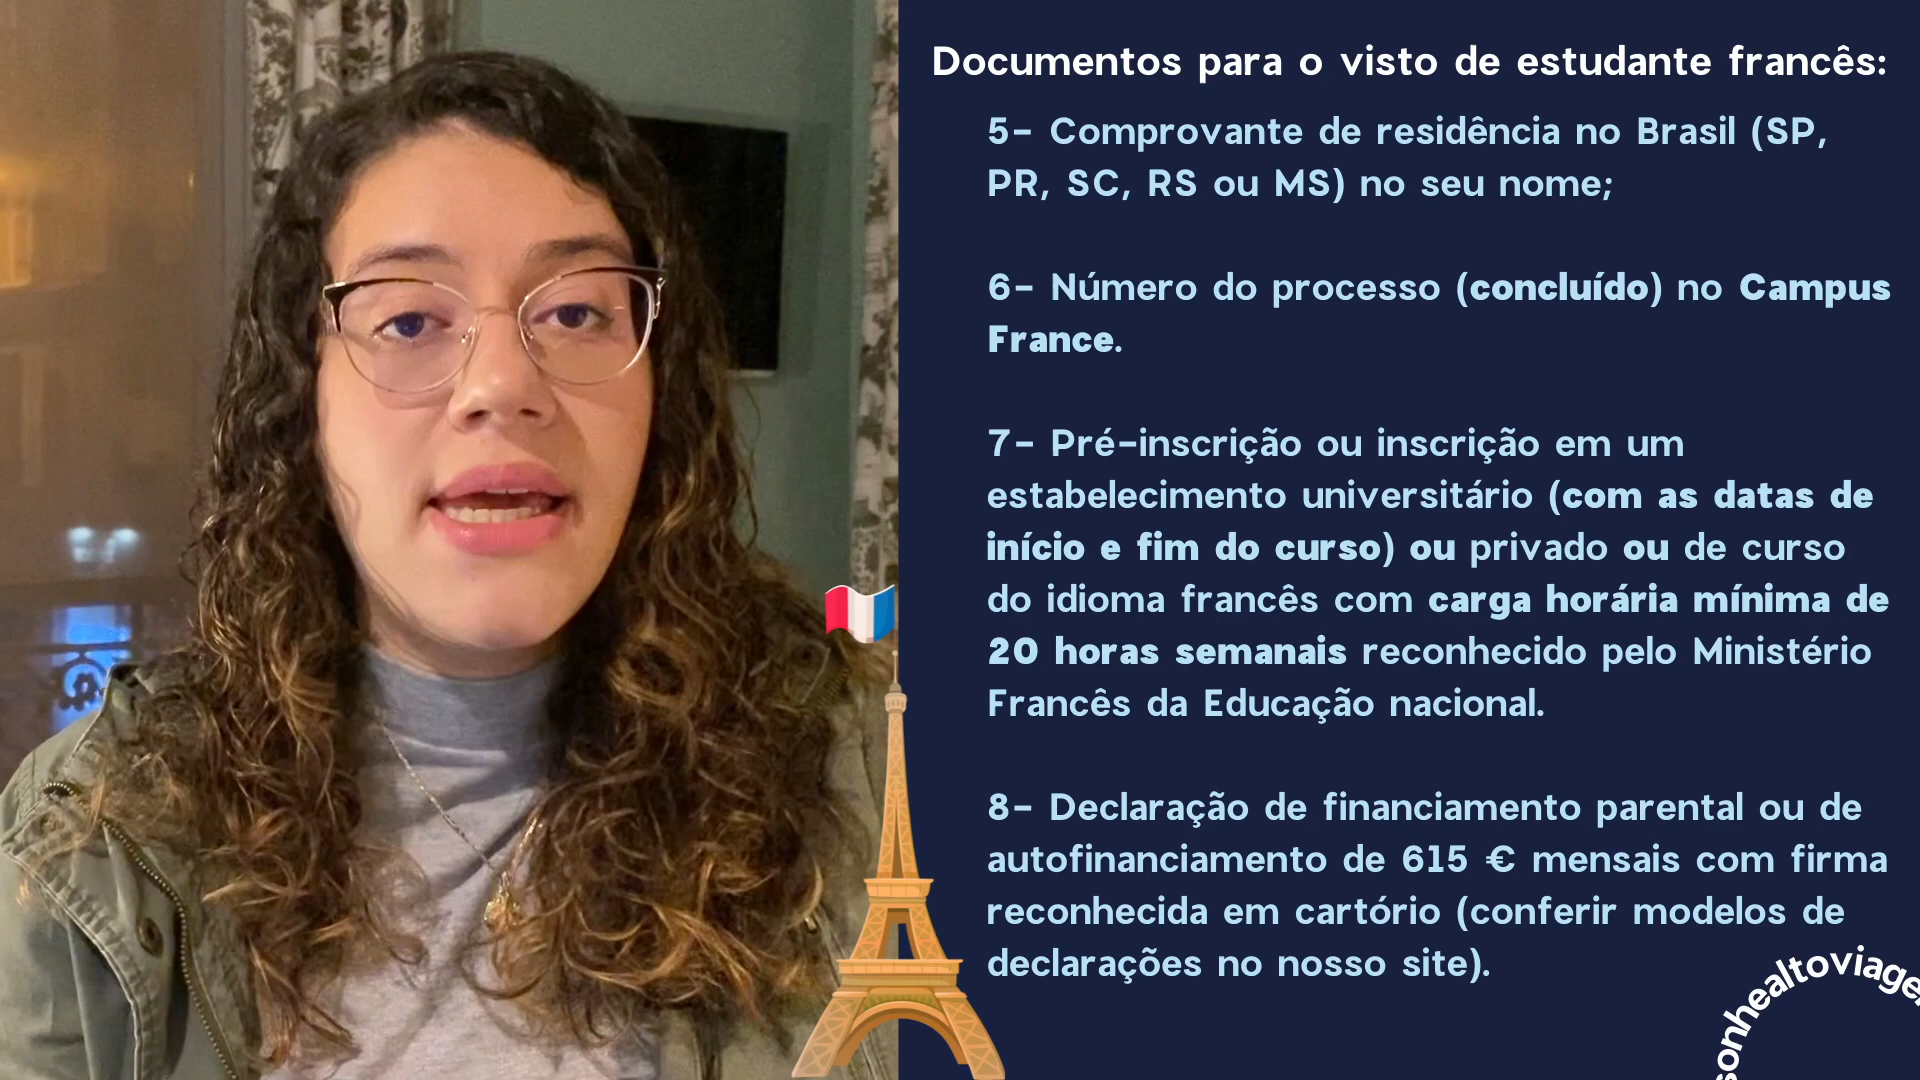 Documentos para o visto de estudante francês:
5- Comprovante de residência no Brasil (SP,
PR, SC, RS ou MS) no seu nome;
6- Número do processo (concluído) no Campus
France.
7- Pré-inscrição ou inscrição em um
estabelecimento universitário (com as datas de
início e fim do curso) ou privado ou de curso
do idioma francês com carga horária mínima de
20 horas semanais reconhecido pelo Ministério
Francês da Educação nacional.
8- Declaração de financiamento parental ou de
autofinanciamento de 615 € mensais com firma
reconhecida em cartório (conferir modelos de
declarações no nosso site).
sonhealtoviage